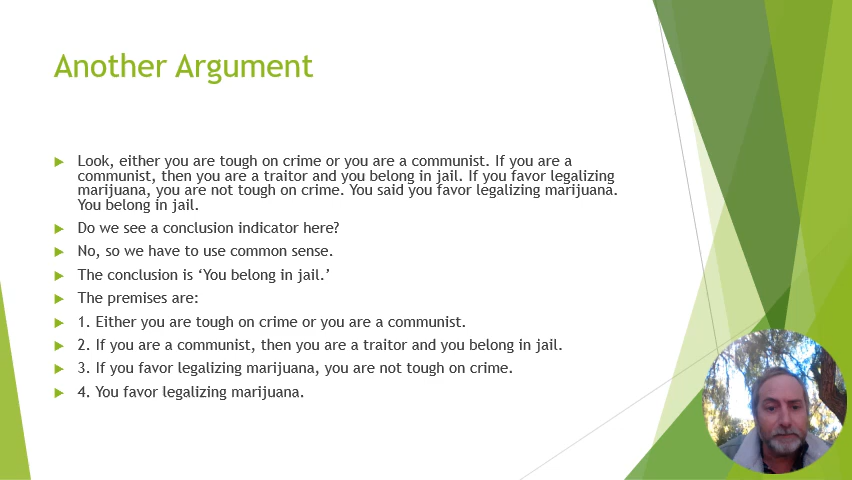 Another Argument
Look, either you are tough on crime or you are a communist. If you are a
communist, then you are a traitor and you belong in jail. If you favor legalizing
marijuana, you are not tough on crime. You said you favor legalizing marijuana.
You belong in jail.
Do we see a conclusion indicator here?
No, so we have to use common sense.
The conclusion is ‘You belong in jail.’
The premises are:
1. Either you are tough on crime or you are a communist.
2. If you are a communist, then you are a traitor and you belong in jail.
3. If you favor legalizing marijuana, you are not tough on crime.
4. You favor legalizing marijuana.